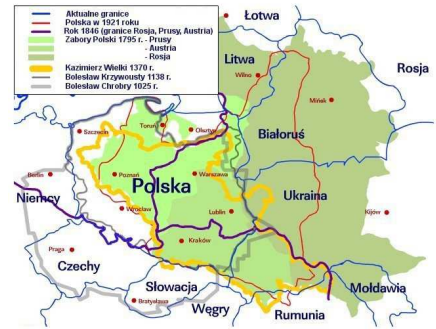 Aktualne granice
Polska w 1921 roku
Rok 1846 (granice Rosja, Prusy, Austria)
Zabory Polski 1795 r. - Prusy
- Austria
- Rosja
Kazimierz Wielki 1370 r.
Bolesław Krzywousty 1138 r.
Bolesław Chrobry 1025 r.
Łotwa
Litwa
Wilno
Rosja
Mińsk
Białoruś
Szczecin
Toruń
Olsztyn
Berlin
Poznań
Warszawa
Polska
Niemcy
Ukraina
Wrocław
Lublin
Kijów
Kraków
Praga
Czechy
Słowacja
Bratysława
Węgry
Rumunia
Mołdawia